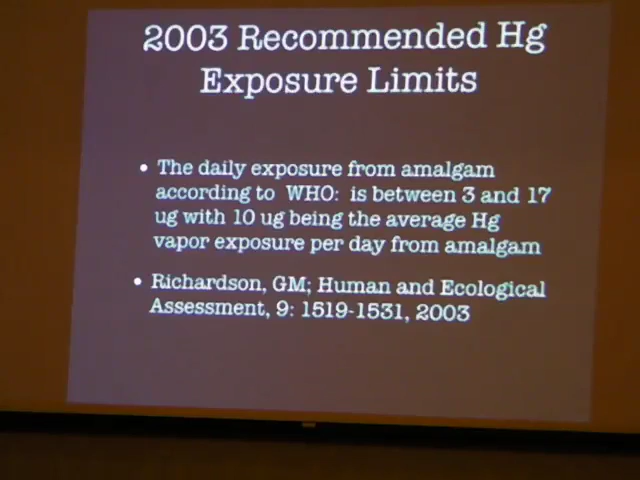 2003 Recommended Hg
Exposure Limits
• The daily exposure from amalgam
according to WHO: is between 3 and 17
ug with 10 ug being the average Hg
vapor exposure per day from amalgam
• Richardson, GM; Human and Ecological
Assessment, 9: 1519-1531, 2003